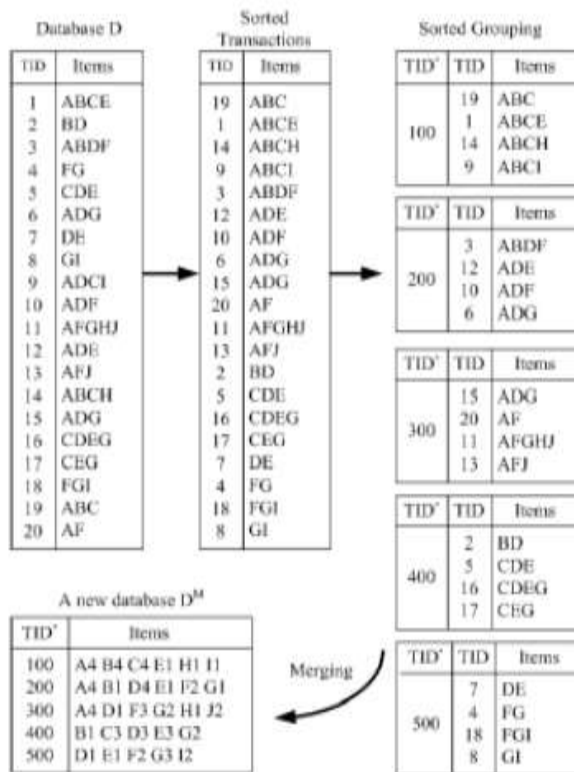 Database D
TID Items
1 ABCE
2 BD
3 ABDF
4 FG
5 CDE
6 ADG
7 DE
8 GI
9 ADCI
10 ADF
11 AFGHJ
12 ADE
13 AFJ
14 ABCH
15 ADG
16 CDEG
17 CEG
18 FGI
19 ABC
20 AF
Sorted
Transactions
TID Items
19 ABC
1 ABCE
14 ABCH
9 ABCI
3 ABDF
12 ADE
10 ADF
6 ADG
15 ADG
20 AF
11 AFGHJ
13 AFJ
2 BD
5 CDE
16 CDEG
17 CEG
7 DE
4 FG
18 FGI
8 GI
Sorted Grouping
TID' TID Items
100
19 ABC
1 ABCE
14 ABCH
9 ABCI
TID' TID Items
200
3 ABDF
12 ADE
10 ADF
6 ADG
TID' TID Items
300
15 ADG
20 AF
11 AFGHJ
13 AFJ
TID' TID Items
400
2 BD
5 CDE
16 CDEG
17 CEG
TID' TID Items
500
7 DE
4 FG
18 FGI
8 GI
Merging
A new database D^M
TID' Items
100 A4 B4 C4 E1 H1 I1
200 A4 B1 D4 E1 F2 G1
300 A4 D1 F3 G2 H1 J2
400 B1 C3 D3 E3 G2
500 D1 E1 F2 G3 I2